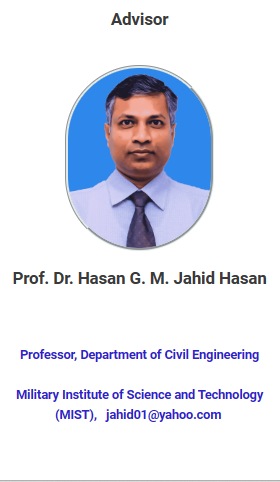 Advisor
Prof. Dr. Hasan G. M. Jahid Hasan
Professor, Department of Civil Engineering
Military Institute of Science and Technology
(MIST), jahid01@yahoo.com